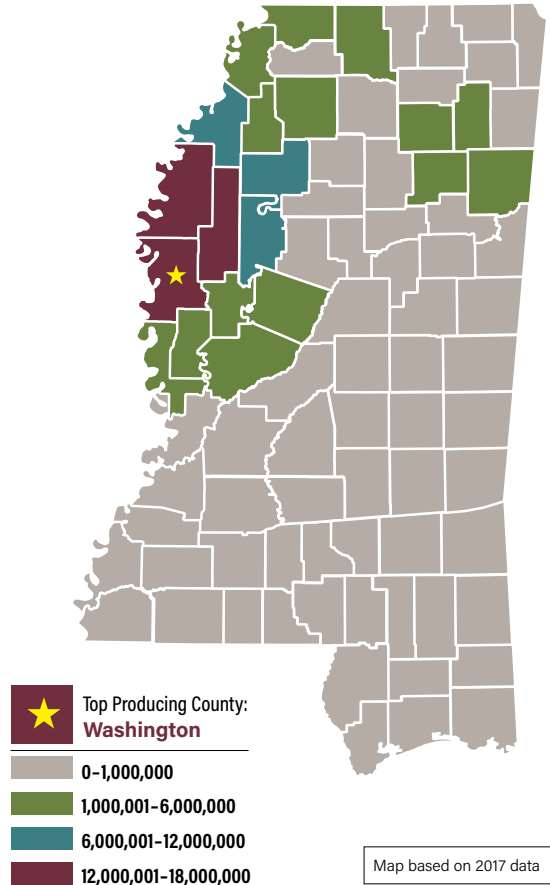 Top Producing County:
Washington
0–1,000,000
1,000,001–6,000,000
6,000,001–12,000,000
12,000,001–18,000,000
Map based on 2017 data